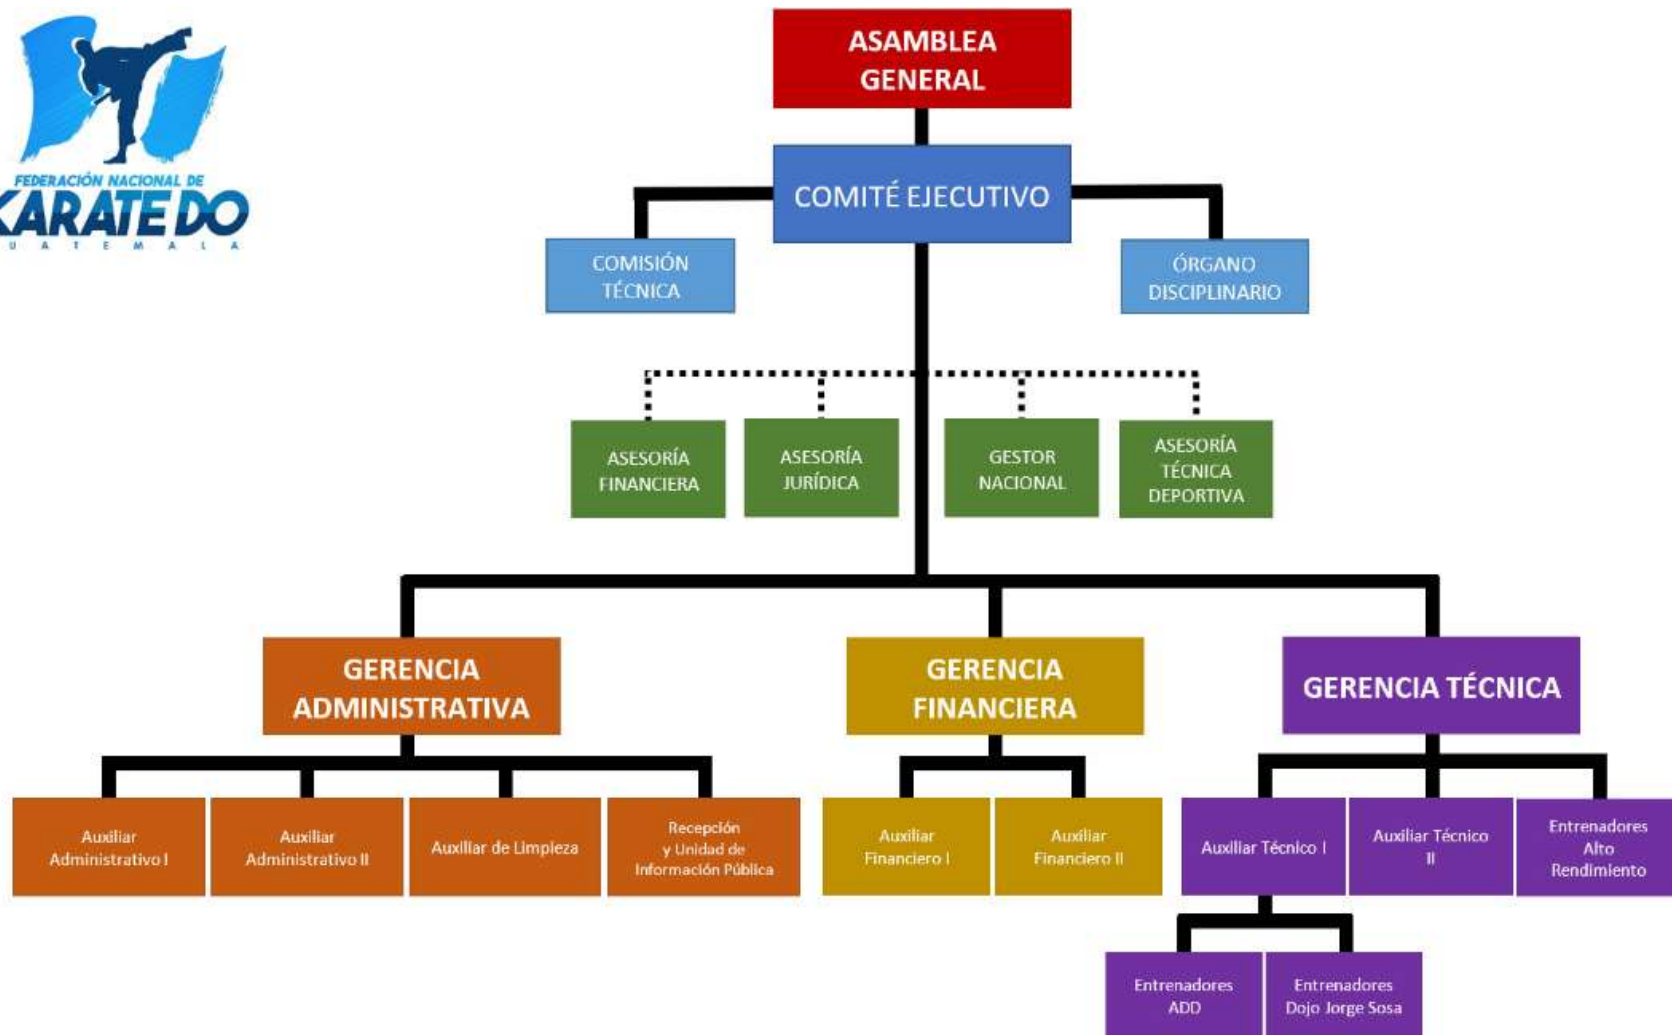 FEDERACIÓN NACIONAL DE
KARATE DO
GUATEMALA
ASAMBLEA
GENERAL
COMITÉ EJECUTIVO
COMISIÓN
TÉCNICA
ÓRGANO
DISCIPLINARIO
ASESORÍA
FINANCIERA
ASESORÍA
JURÍDICA
GESTOR
NACIONAL
ASESORÍA
TÉCNICA
DEPORTIVA
GERENCIA
ADMINISTRATIVA
GERENCIA
FINANCIERA
GERENCIA TÉCNICA
Auxiliar
Administrativo I
Auxiliar
Administrativo II
Auxiliar de Limpieza
Recepción
y Unidad de
Información Pública
Auxiliar
Financiero I
Auxiliar
Financiero II
Auxiliar Técnico I
Auxiliar Técnico
II
Entrenadores
Alto
Rendimiento
Entrenadores
ADD
Entrenadores
Dojo Jorge Sosa